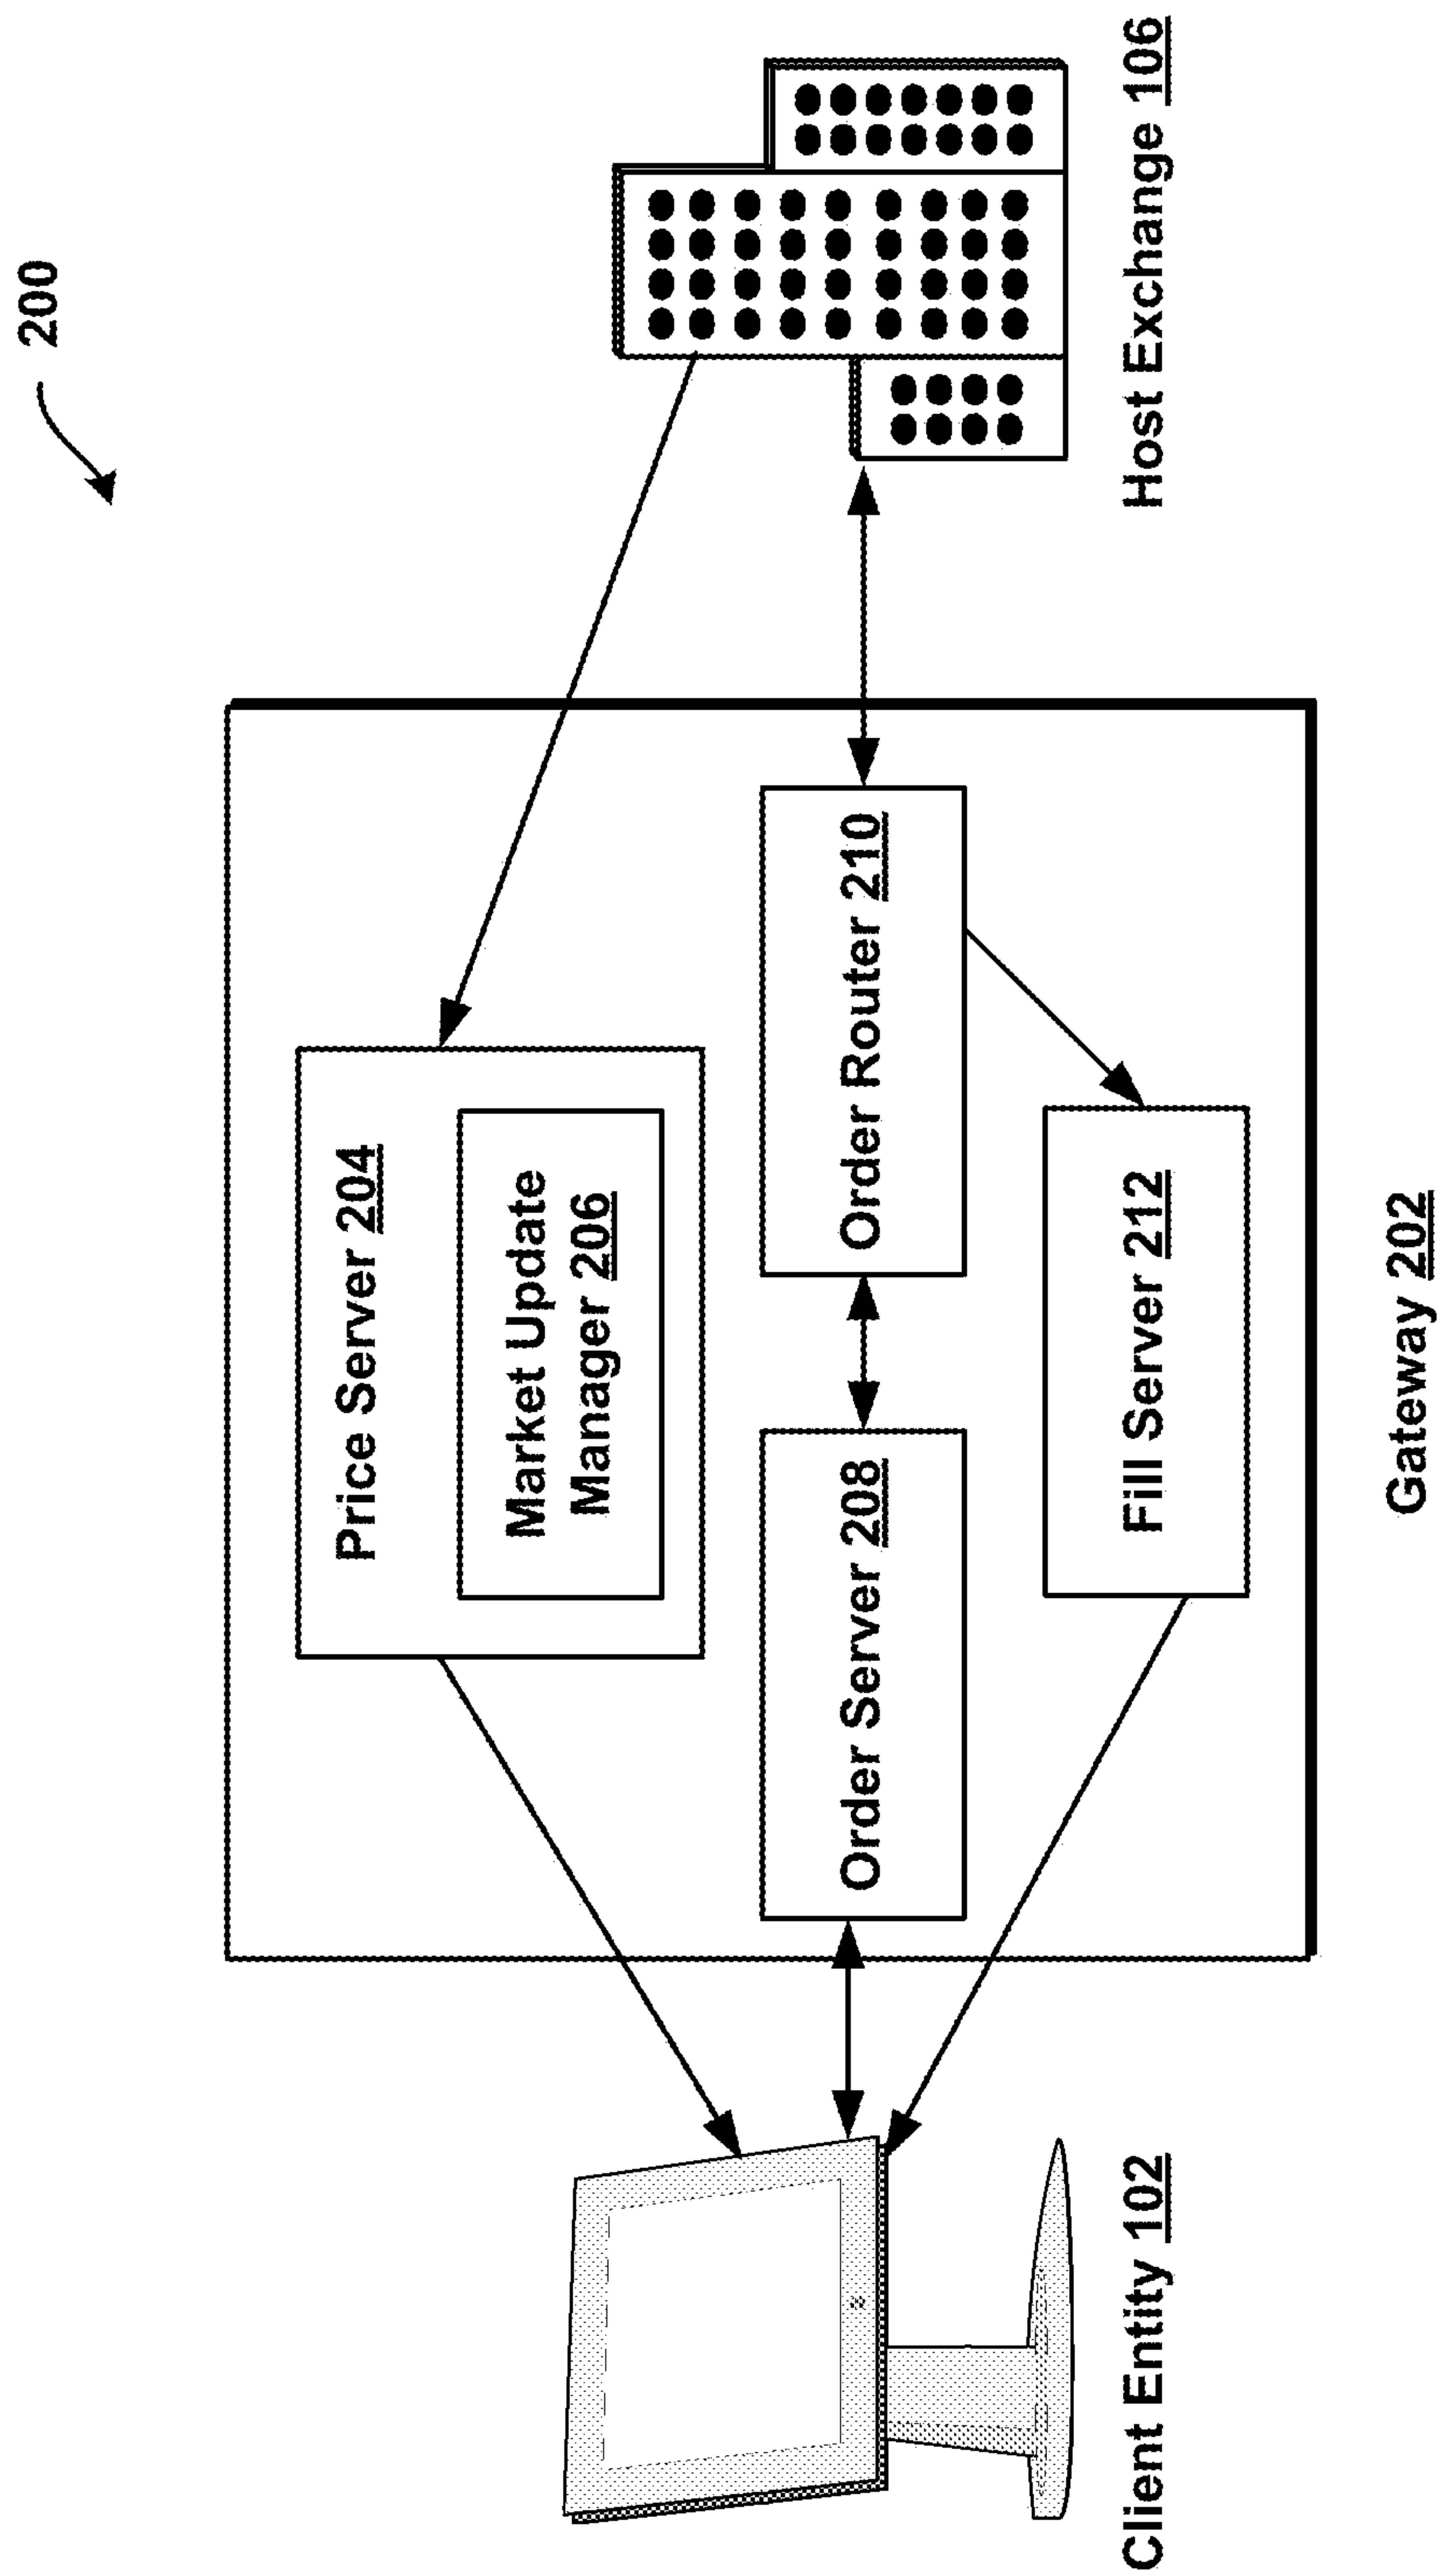 200
Price Server 204
Market Update
Manager 206
Order Server 208
Order Router 210
Fill Server 212
Client Entity 102
Host Exchange 106
Gateway 202